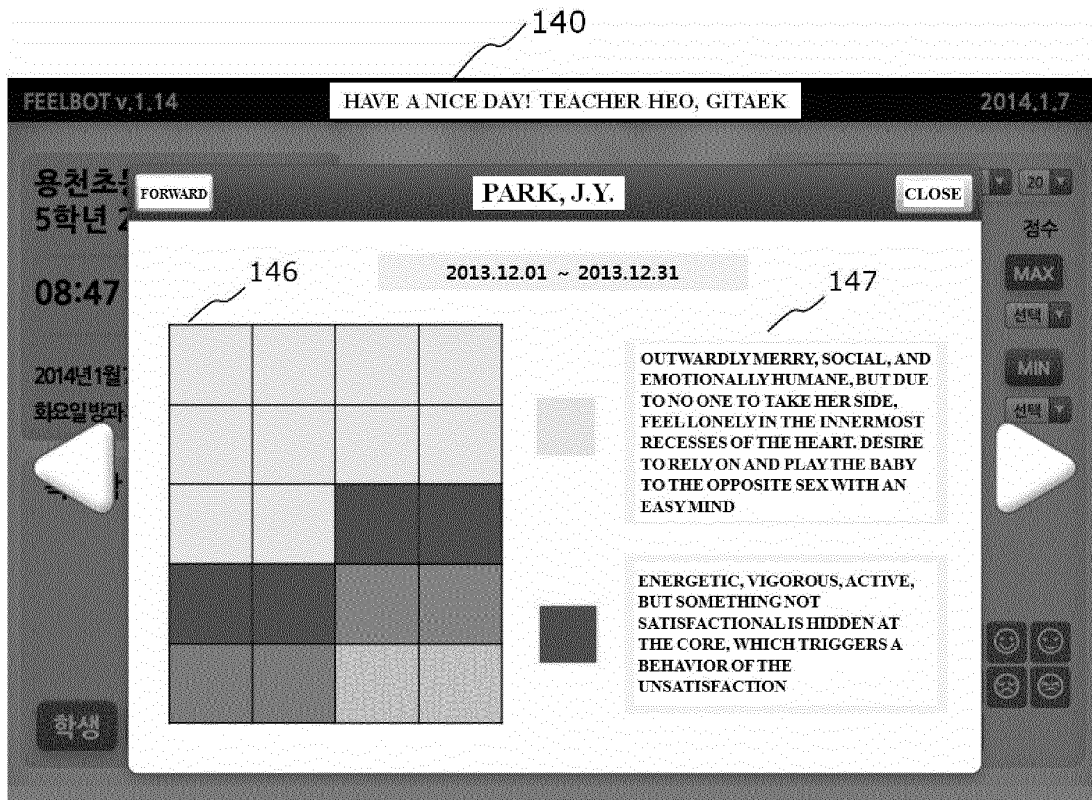 140
FEELBOT v.1.14
HAVE A NICE DAY! TEACHER HEO, GITAEK
2014.1.7
용천초등
5학년 2
08:47
2014년1월7
화요일 방과
FORWARD
PARK, J.Y.
CLOSE
20
점수
MAX
선택
MIN
선택
146
2013.12.01 ~ 2013.12.31
147
OUTWARDLY MERRY, SOCIAL, AND
EMOTIONALLY HUMANE, BUT DUE
TO NO ONE TO TAKE HER SIDE,
FEEL LONELY IN THE INNERMOST
RECESSES OF THE HEART. DESIRE
TO RELY ON AND PLAY THE BABY
TO THE OPPOSITE SEX WITH AN
EASY MIND
ENERGETIC, VIGOROUS, ACTIVE,
BUT SOMETHING NOT
SATISFACTIONAL IS HIDDEN AT
THE CORE, WHICH TRIGGERS A
BEHAVIOR OF THE
UNSATISFACTION
학생